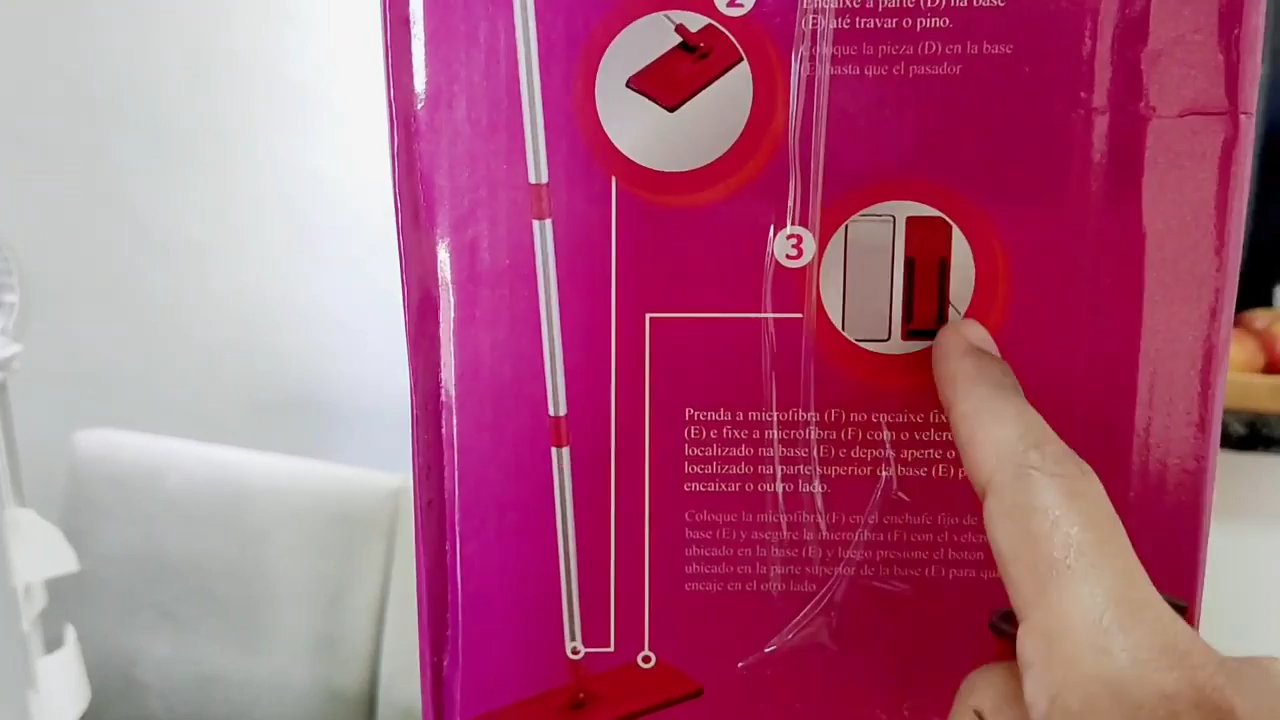 2
Encaixe a parte (D) na base
(E) até travar o pino.
Coloque la pieza (D) en la base
(E) hasta que el pasador
3
Prenda a microfibra (F) no encaixe
(E) e fixe a microfibra (F) com o
localizado na base (E) e depois aperte o
localizado na parte superior da base (E)
encaixar o outro lado.
Coloque la microfibra (F) en el enchufe fijo de
base (E) y asegure la microfibra (F) con el
ubicado en la base (E) y luego presione el botón
ubicado en la parte superior de la base (E) para
encaje en el otro lado